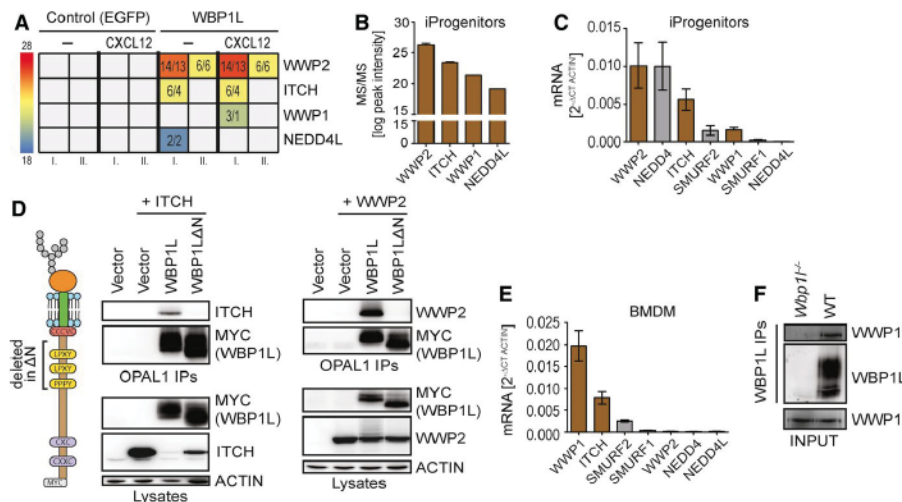 A
Control (EGFP)
WBP1L
–
CXCL12
–
CXCL12
28
18
14/13
6/6
14/13
6/6
WWP2
6/4
6/4
ITCH
3/1
WWP1
2/2
NEDD4L
I.
II.
I.
II.
I.
II.
I.
II.
B
iProgenitors
MS/MS
[log peak intensity]
30
25
20
15
15
0
WWP2
ITCH
WWP1
NEDD4L
C
iProgenitors
mRNA
[2-ΔCT ACTIN]
0.015
0.010
0.005
0.000
WWP2
NEDD4
ITCH
SMURF2
WWP1
SMURF1
NEDD4L
D
deleted
in ΔN
LPXY
LPXY
PPPY
CXC
CXXC
MYC
+ ITCH
Vector
Vector
WBP1L
WBP1LΔN
ITCH
MYC
(WBP1L)
OPAL1 IPs
MYC
(WBP1L)
ITCH
ACTIN
Lysates
+ WWP2
Vector
Vector
WBP1L
WBP1LΔN
WWP2
MYC
(WBP1L)
OPAL1 IPs
MYC
(WBP1L)
WWP2
ACTIN
Lysates
E
BMDM
mRNA [2-ΔCT ACTIN]
0.025
0.020
0.015
0.010
0.005
0.000
WWP1
ITCH
SMURF2
SMURF1
WWP2
NEDD4
NEDD4L
F
Wbp1l-/-
WT
WBP1L IPs
WWP1
WBP1L
WWP1
INPUT